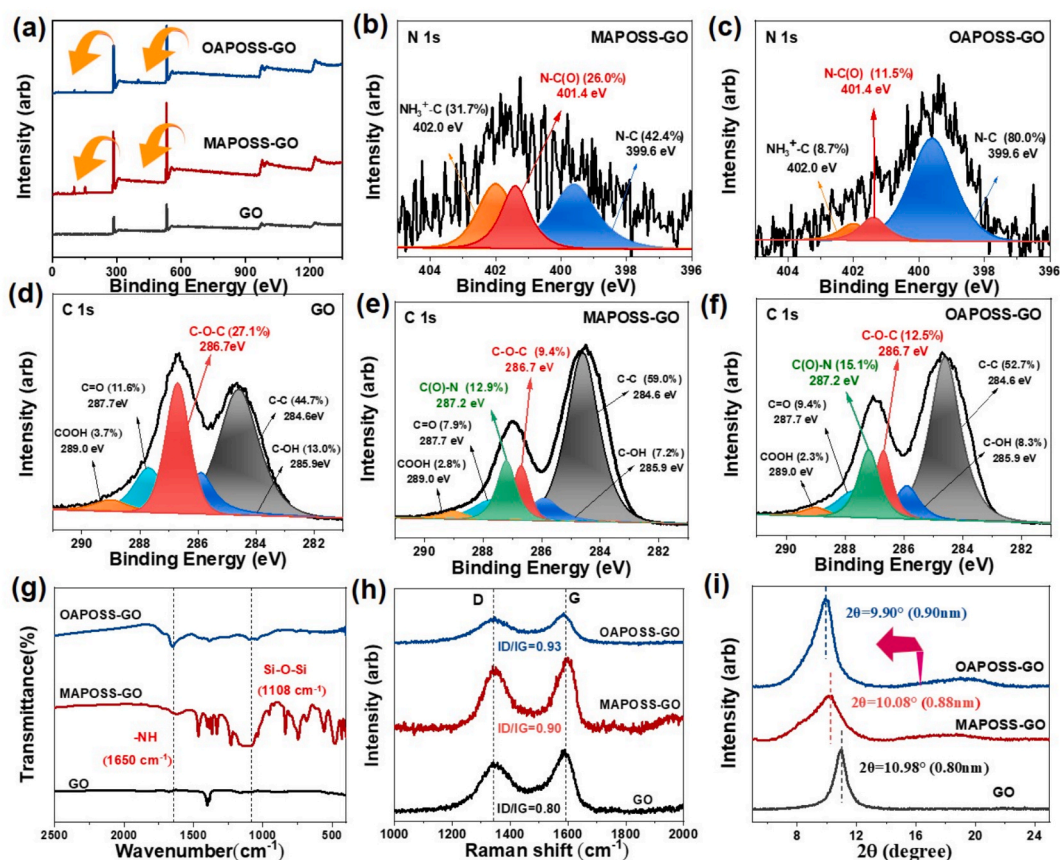 (a)
OAPOSS-GO
MAPOSS-GO
GO
Intensity (arb)
0 300 600 900 1200
Binding Energy (eV)
(b)
N 1s
MAPOSS-GO
N-C(O) (26.0%)
401.4 eV
NH3+-C (31.7%)
402.0 eV
N-C (42.4%)
399.6 eV
Intensity (arb)
404 402 400 398 396
Binding Energy (eV)
(c)
N 1s
OAPOSS-GO
N-C(O) (11.5%)
401.4 eV
NH3+-C (8.7%)
402.0 eV
N-C (80.0%)
399.6 eV
Intensity (arb)
404 402 400 398 396
Binding Energy (eV)
(d)
C 1s
GO
C-O-C (27.1%)
286.7eV
C=O (11.6%)
287.7eV
COOH (3.7%)
289.0 eV
C-C (44.7%)
284.6eV
C-OH (13.0%)
285.9eV
Intensity (arb)
290 288 286 284 282
Binding Energy (eV)
(e)
C 1s
MAPOSS-GO
C-O-C (9.4%)
286.7 eV
C(O)-N (12.9%)
287.2 eV
C=O (7.9%)
287.7 eV
COOH (2.8%)
289.0 eV
C-C (59.0%)
284.6 eV
C-OH (7.2%)
285.9 eV
Intensity (arb)
290 288 286 284 282
Binding Energy (eV)
(f)
C 1s
OAPOSS-GO
C-O-C (12.5%)
286.7 eV
C(O)-N (15.1%)
287.2 eV
C=O (9.4%)
287.7 eV
COOH (2.3%)
289.0 eV
C-C (52.7%)
284.6 eV
C-OH (8.3%)
285.9 eV
Intensity (arb)
290 288 286 284 282
Binding Energy (eV)
(g)
OAPOSS-GO
Si-O-Si
(1108 cm-1)
MAPOSS-GO
-NH
(1650 cm-1)
GO
Transmittance(%)
2500 2000 1500 1000 500
Wavenumber(cm-1)
(h)
D
G
OAPOSS-GO
ID/IG=0.93
MAPOSS-GO
ID/IG=0.90
GO
ID/IG=0.80
Intensity (arb)
1000 1200 1400 1600 1800 2000
Raman shift (cm-1)
(i)
2θ=9.90° (0.90nm)
OAPOSS-GO
2θ=10.08° (0.88nm)
MAPOSS-GO
2θ=10.98° (0.80nm)
GO
Intensity (arb)
8 12 16 20 24
2θ (degree)